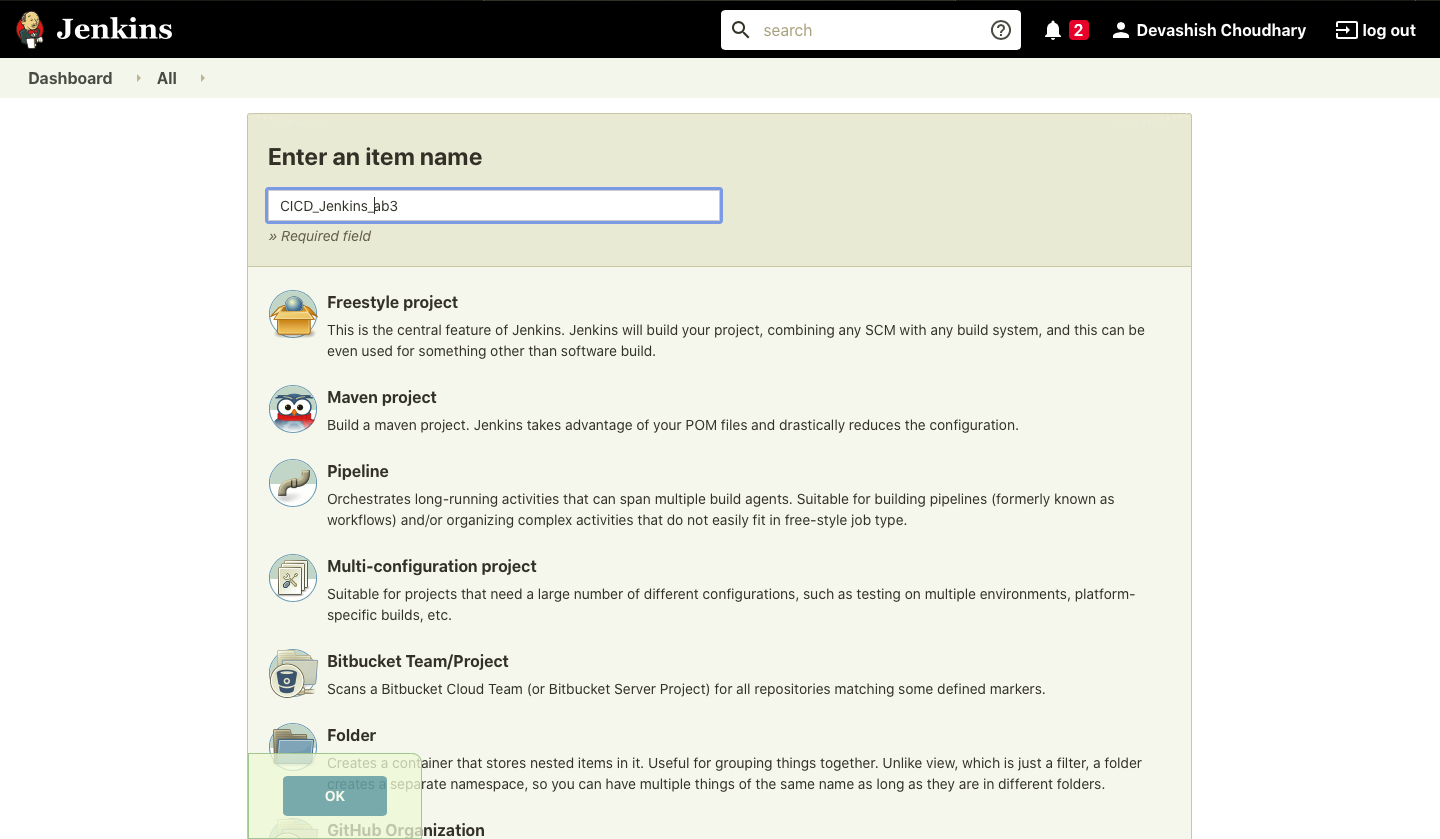 Jenkins
search
2
Devashish Choudhary
log out
Dashboard
All
Enter an item name
CICD_Jenkins_ab3
» Required field
Freestyle project
This is the central feature of Jenkins. Jenkins will build your project, combining any SCM with any build system, and this can be
even used for something other than software build.
Maven project
Build a maven project. Jenkins takes advantage of your POM files and drastically reduces the configuration.
Pipeline
Orchestrates long-running activities that can span multiple build agents. Suitable for building pipelines (formerly known as
workflows) and/or organizing complex activities that do not easily fit in free-style job type.
Multi-configuration project
Suitable for projects that need a large number of different configurations, such as testing on multiple environments, platform-
specific builds, etc.
Bitbucket Team/Project
Scans a Bitbucket Cloud Team (or Bitbucket Server Project) for all repositories matching some defined markers.
Folder
Creates a container that stores nested items in it. Useful for grouping things together. Unlike view, which is just a filter, a folder
creates a separate namespace, so you can have multiple things of the same name as long as they are in different folders.
OK
GitHub Organization